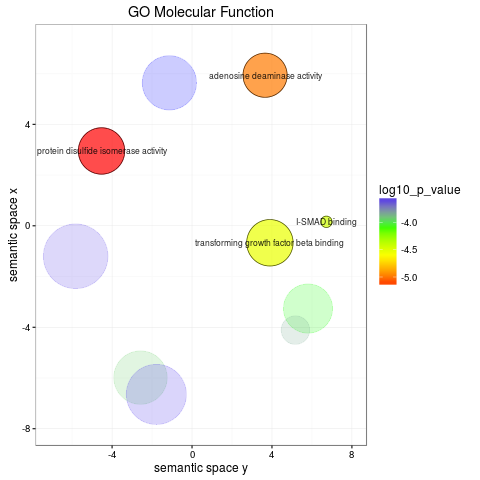 GO Molecular Function
adenosine deaminase activity
protein disulfide isomerase activity
I-SMAD binding
transforming growth factor beta binding
semantic space x
4
0
-4
-8
-4
0
4
8
semantic space y
log10_p_value
-4.0
-4.5
-5.0